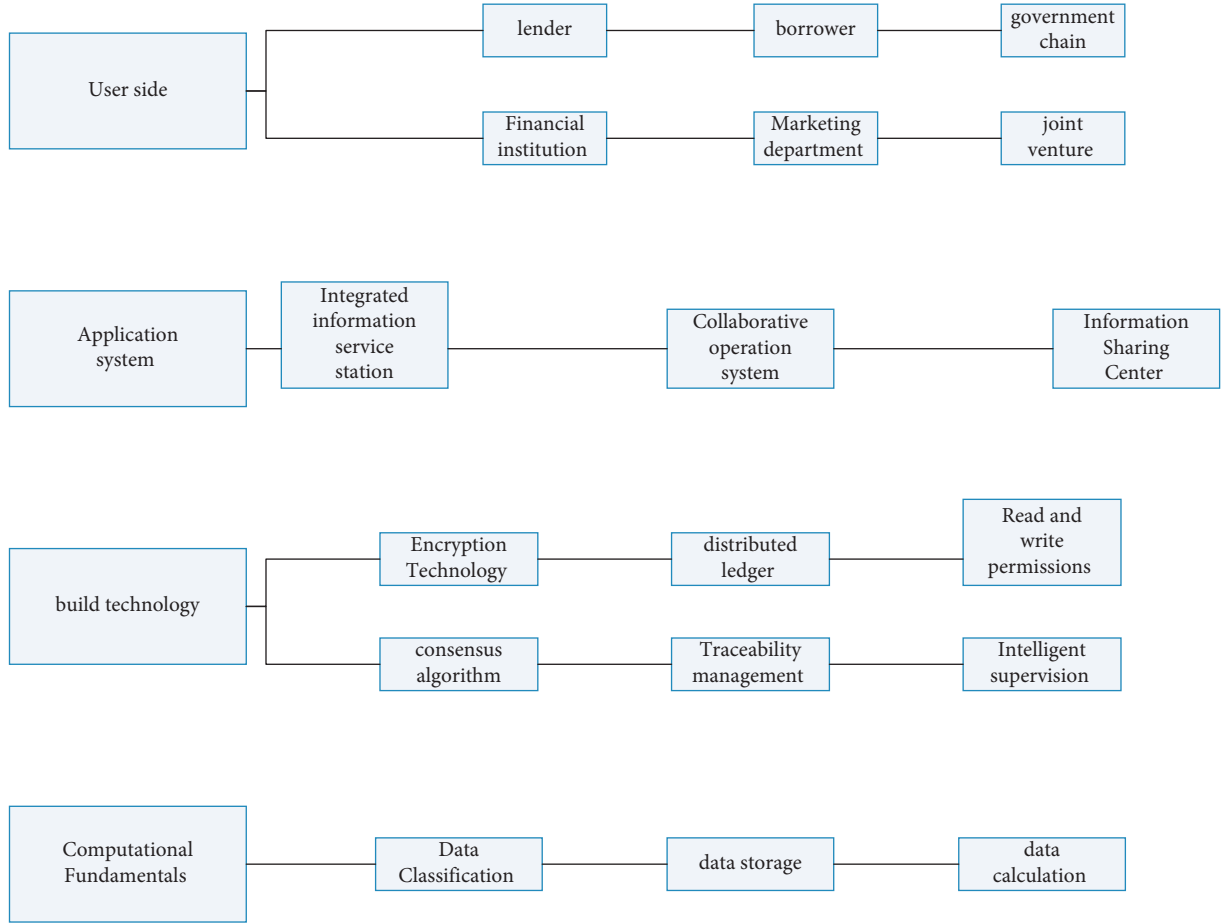 User side
lender
borrower
government
chain
Financial
institution
Marketing
department
joint
venture
Application
system
Integrated
information
service
station
Collaborative
operation
system
Information
Sharing
Center
build technology
Encryption
Technology
distributed
ledger
Read and
write
permissions
consensus
algorithm
Traceability
management
Intelligent
supervision
Computational
Fundamentals
Data
Classification
data storage
data
calculation